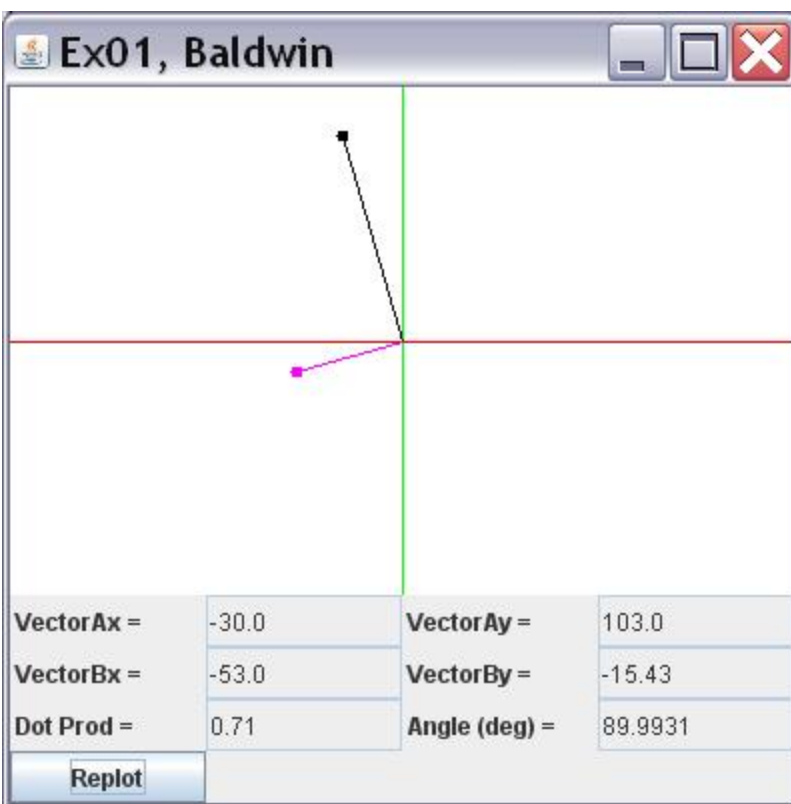 Ex01, Baldwin
VectorAx = -30.0 VectorAy = 103.0
VectorBx = -53.0 VectorBy = -15.43
Dot Prod = 0.71 Angle (deg) = 89.9931
Replot